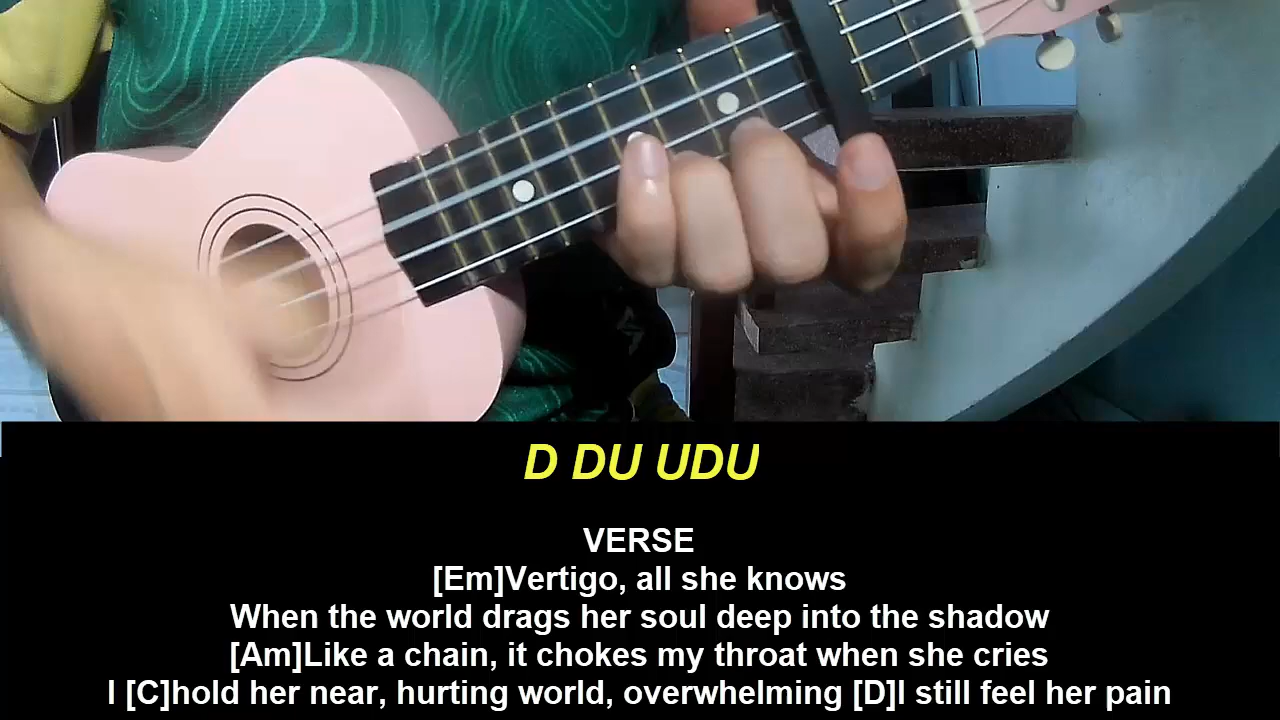 D DU UDU
VERSE
[Em]Vertigo, all she knows
When the world drags her soul deep into the shadow
[Am]Like a chain, it chokes my throat when she cries
I [C]hold her near, hurting world, overwhelming [D]I still feel her pain